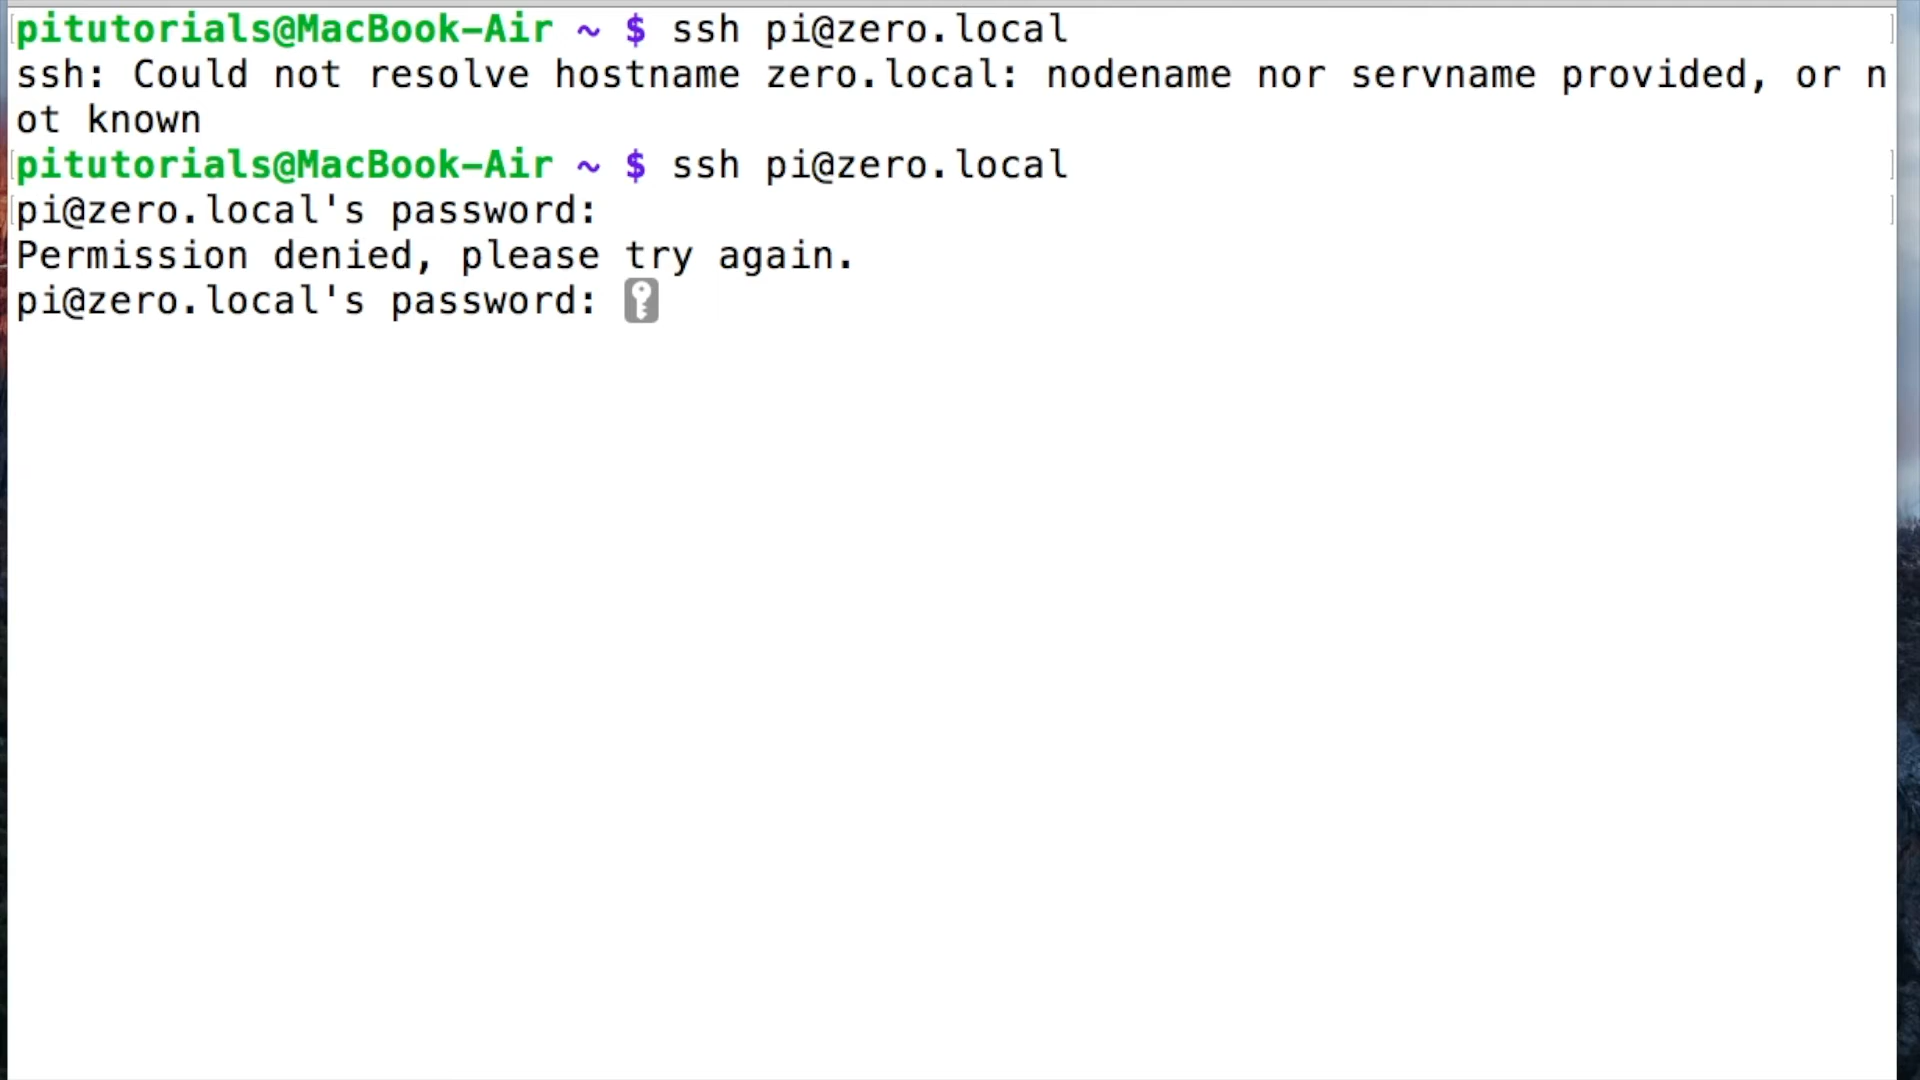 pitutorials@MacBook-Air ~ $ ssh pi@zero.local
ssh: Could not resolve hostname zero.local: nodename nor servname provided, or n
ot known
pitutorials@MacBook-Air ~ $ ssh pi@zero.local
pi@zero.local's password:
Permission denied, please try again.
pi@zero.local's password: